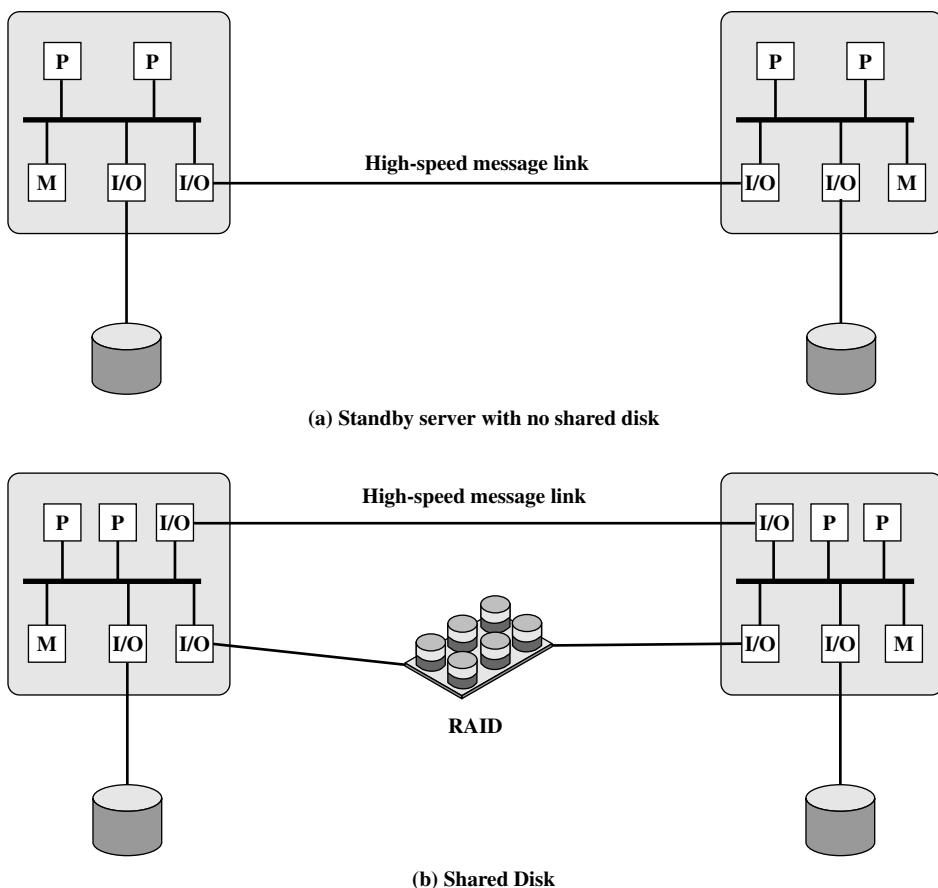 P P P P
High-speed message link
M I/O I/O I/O I/O M
(a) Standby server with no shared disk
High-speed message link
P P I/O I/O P P
M I/O I/O I/O I/O M
RAID
(b) Shared Disk